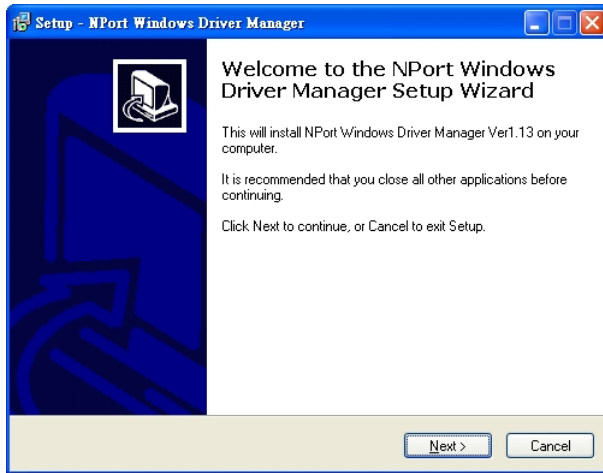 Setup - NPort Windows Driver Manager
Welcome to the NPort Windows
Driver Manager Setup Wizard
This will install NPort Windows Driver Manager Ver1.13 on your
computer.
It is recommended that you close all other applications before
continuing.
Click Next to continue, or Cancel to exit Setup.
Next >
Cancel